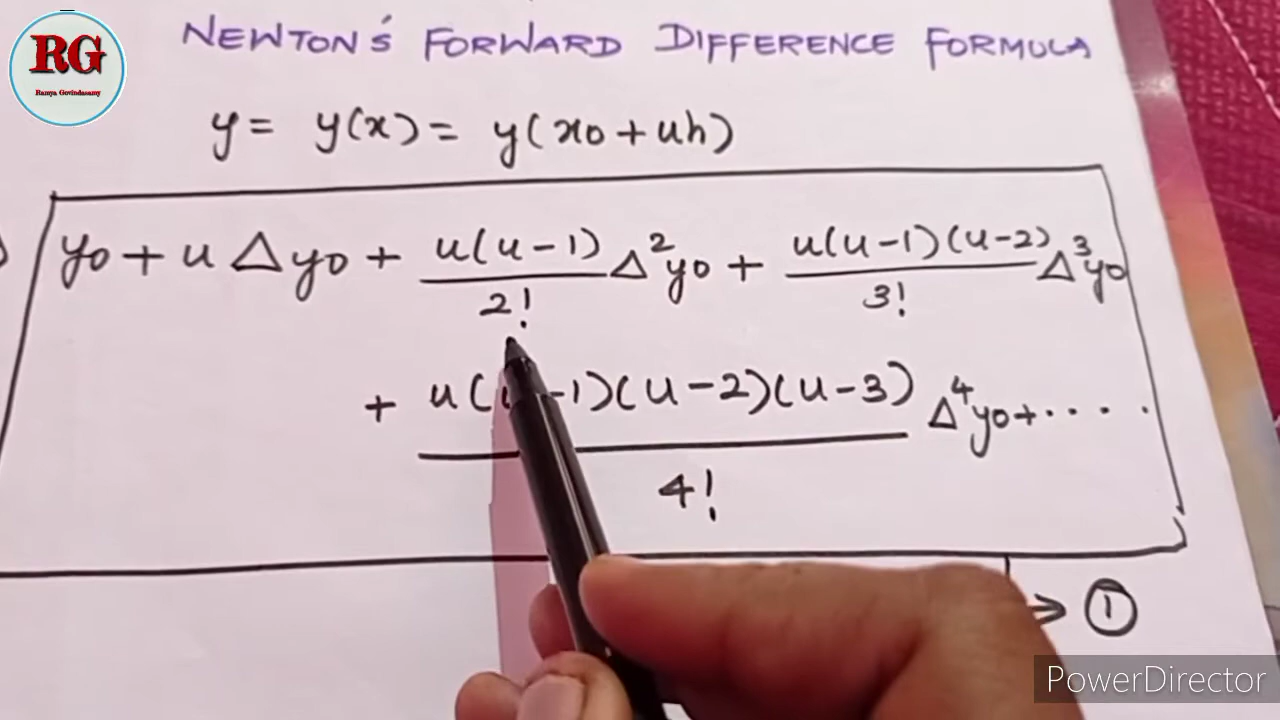 RG
Ramya Govindasamy
NEWTON'S FORWARD DIFFERENCE FORMULA
y = y(x) = y(x0 + uh)
y0 + u Δy0 + u(u-1)/2! Δ²y0 + u(u-1)(u-2)/3! Δ³y0
+ u(u-1)(u-2)(u-3)/4! Δ⁴y0 + ....
→ ①
PowerDirector